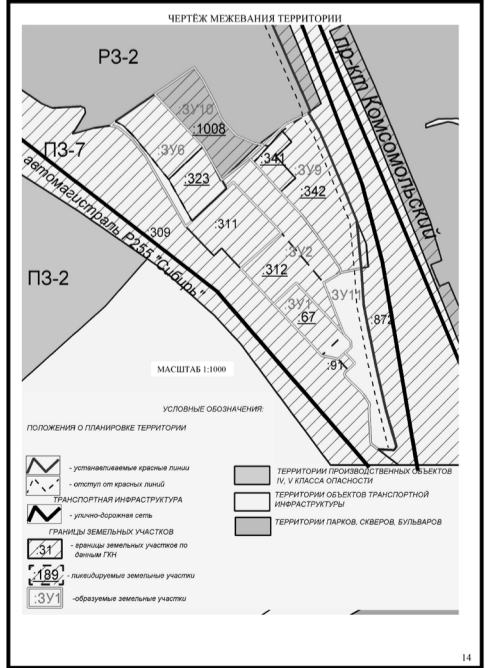 ЧЕРТЁЖ МЕЖЕВАНИЯ ТЕРРИТОРИИ
РЗ-2
пр-кт Комсомольский
:ЗУ10
:1008
ПЗ-7
:ЗУ6
:341
:323
:ЗУ9
:342
автомагистраль Р255 "Сибирь"
:309
:311
:ЗУ2
:312
ПЗ-2
:ЗУ1
:ЗУ11
:67
:872
:91
МАСШТАБ 1:1000
УСЛОВНЫЕ ОБОЗНАЧЕНИЯ:
ПОЛОЖЕНИЯ О ПЛАНИРОВКЕ ТЕРРИТОРИИ
- устанавливаемые красные линии
- отступ от красных линий
ТРАНСПОРТНАЯ ИНФРАСТРУКТУРА
- улично-дорожная сеть
ГРАНИЦЫ ЗЕМЕЛЬНЫХ УЧАСТКОВ
:31
- границы земельных участков по
данным ГКН
:189
- ликвидируемые земельные участки
:ЗУ1
-образуемые земельные участки
ТЕРРИТОРИИ ПРОИЗВОДСТВЕННЫХ ОБЪЕКТОВ
IV, V КЛАССА ОПАСНОСТИ
ТЕРРИТОРИИ ОБЪЕКТОВ ТРАНСПОРТНОЙ
ИНФРАСТРУКТУРЫ
ТЕРРИТОРИИ ПАРКОВ, СКВЕРОВ, БУЛЬВАРОВ
14